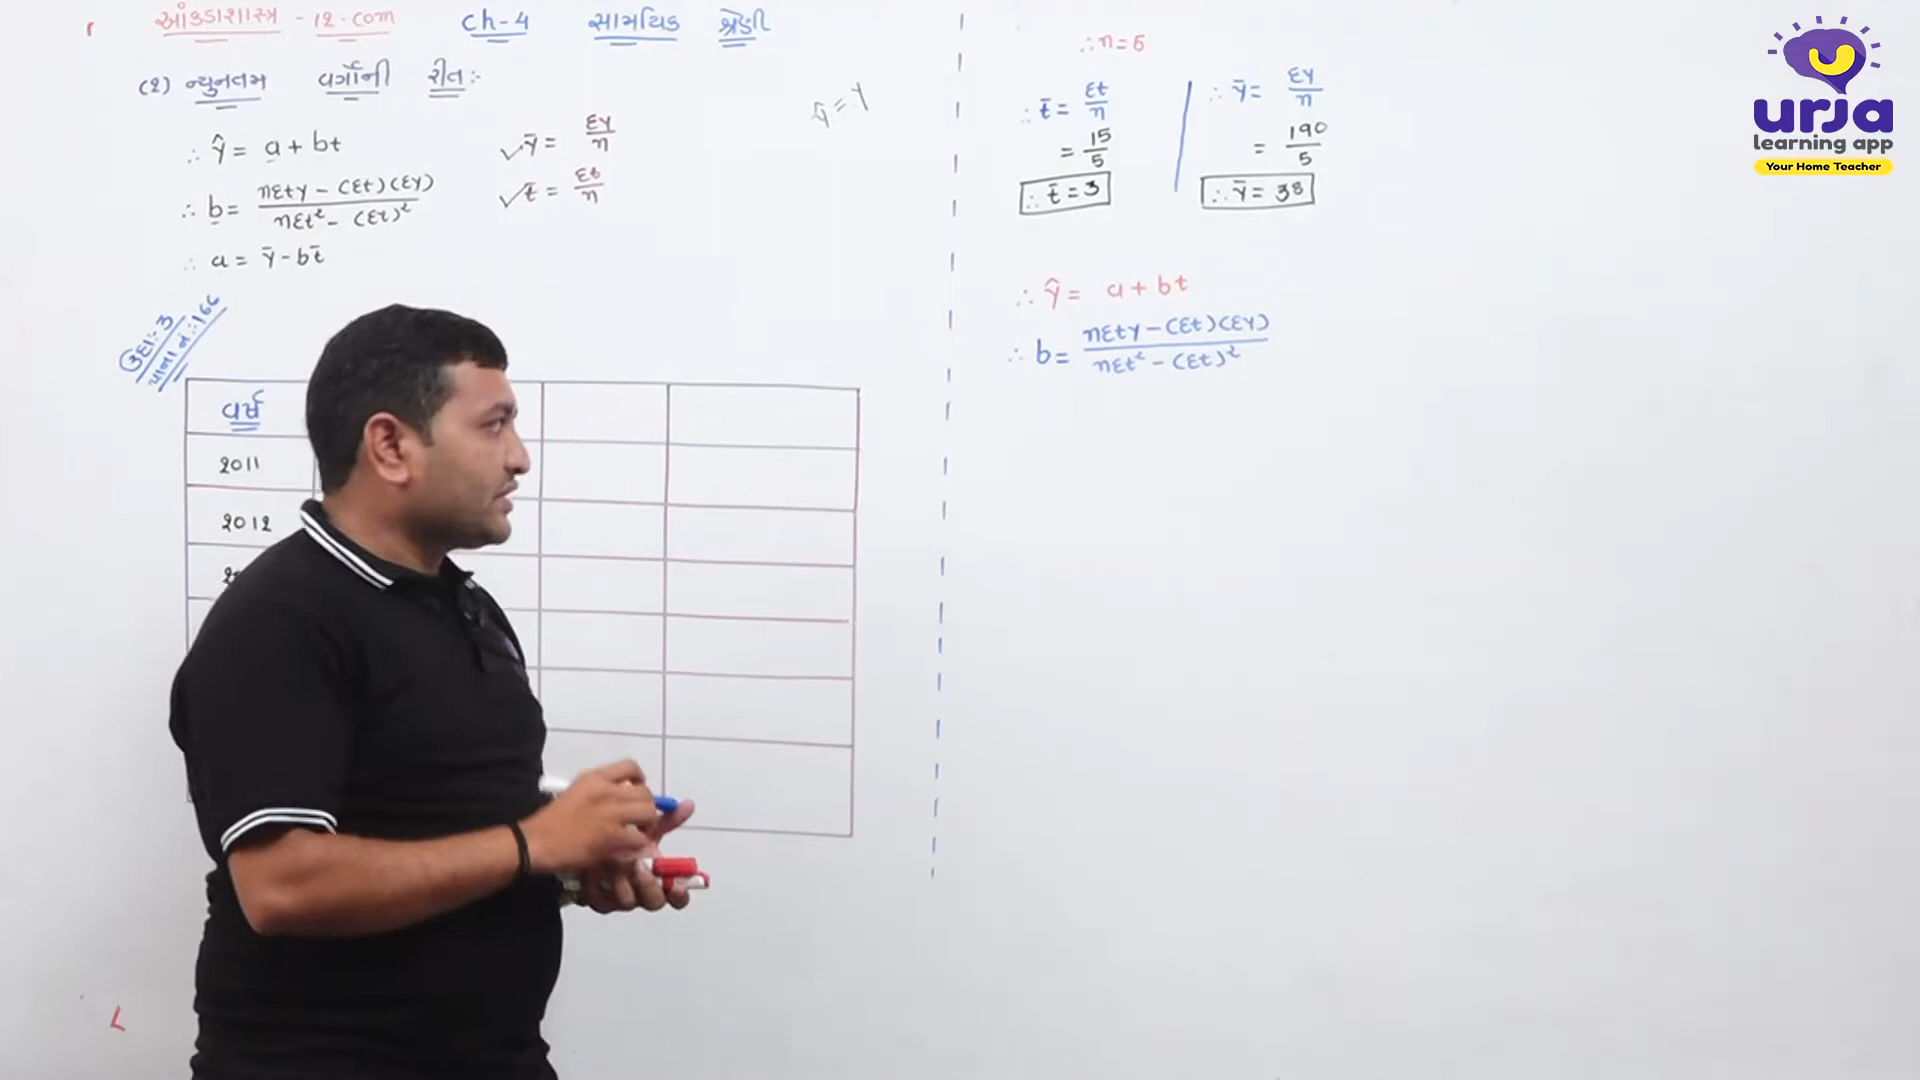 આંકડાશાસ્ત્ર - 12 - com Ch-4 સામયિક શ્રેણી
(2) ન્યુનતમ વર્ગોની રીત :-
∴ ŷ = a + bt
∴ b = nΣty - (Σt)(Σy) / nΣt² - (Σt)²
∴ a = ȳ - bt̄
✓ȳ = Σy / n
✓t̄ = Σt / n
ઉદા :- 3
પાના નં. : 166
વર્ષ
2011
2012
∴ n = 5
∴ t̄ = Σt / n
= 15 / 5
∴ t̄ = 3
∴ ȳ = Σy / n
= 190 / 5
∴ ȳ = 38
∴ ŷ = a + bt
∴ b = nΣty - (Σt)(Σy) / nΣt² - (Σt)²
urja
learning app
Your Home Teacher